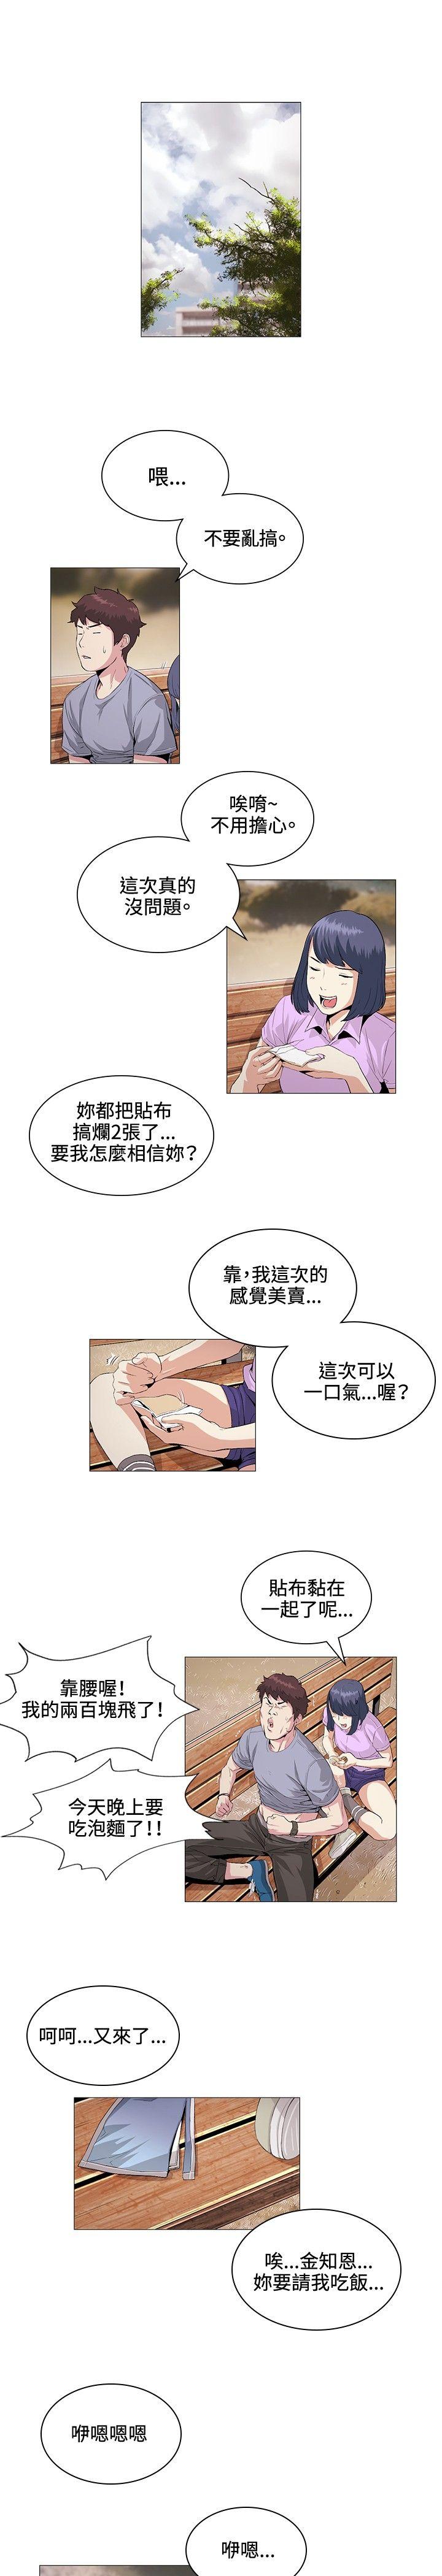 喂...
不要亂搞。
唉唷~
不用擔心。
這次真的
沒問題。
妳都把貼布
搞爛2張了...
要我怎麼相信妳?
靠,我這次的
感覺美賣...
這次可以
一口氣...喔?
貼布黏在
一起了呢...
靠腰喔!
我的兩百塊飛了!
今天晚上要
吃泡麵了!!
呵呵...又來了...
唉...金知恩...
妳要請我吃飯...
咿嗯嗯嗯
咿嗯...